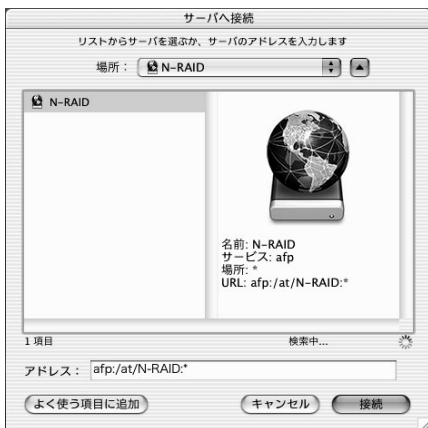 サーバへ接続
リストからサーバを選ぶか、サーバのアドレスを入力します
場所： N-RAID
N-RAID
名前: N-RAID
サービス: afp
場所: *
URL: afp:/at/N-RAID:*
1 項目
検索中...
アドレス： afp:/at/N-RAID:*
よく使う項目に追加 キャンセル 接続